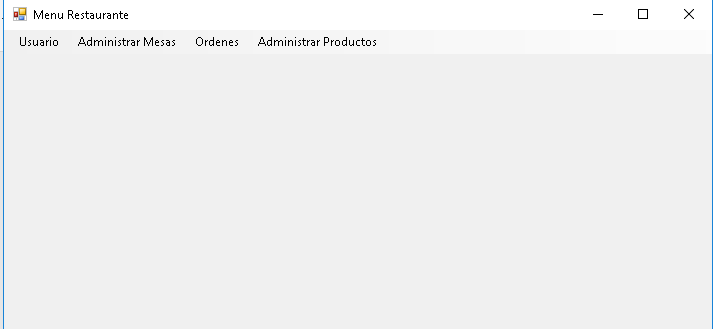 Menu Restaurante
Usuario Administrar Mesas Ordenes Administrar Productos